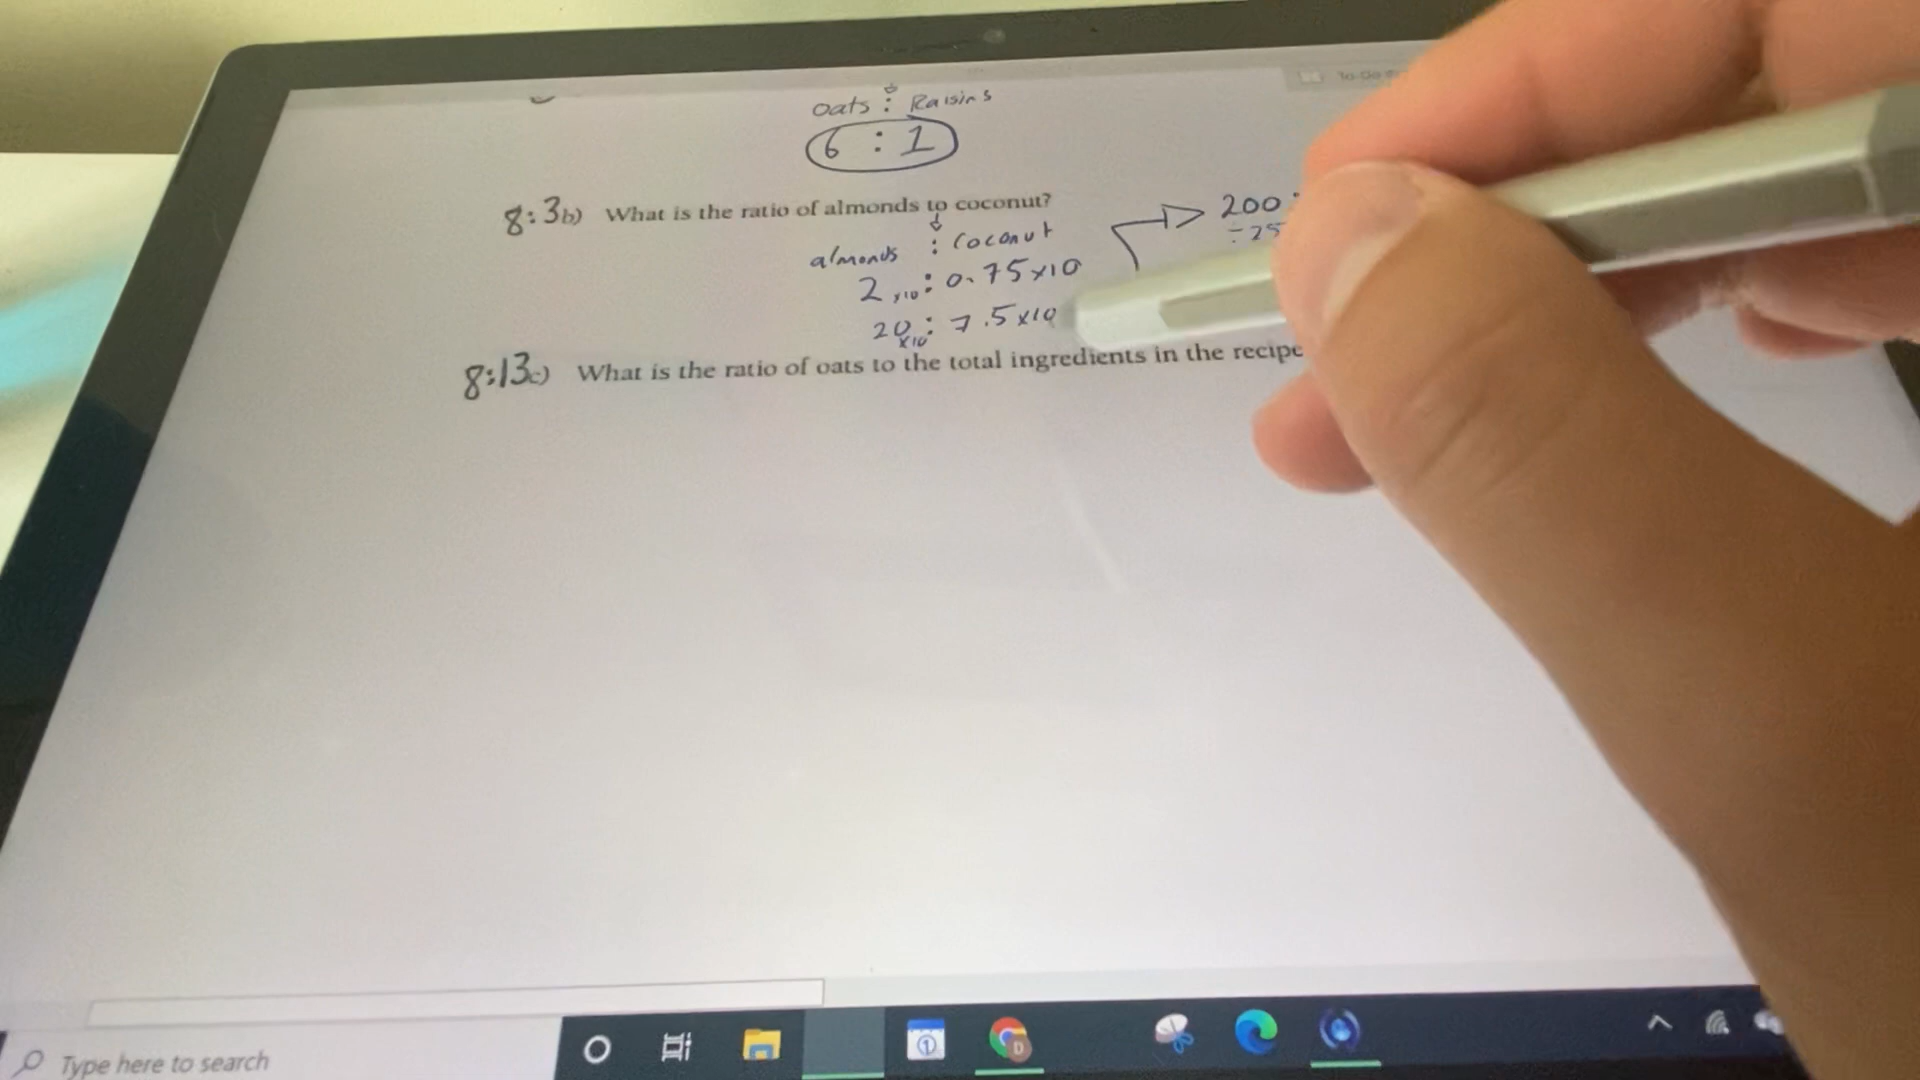 oats : Raisins
6 : 1
8:3 b) What is the ratio of almonds to coconut?
almonds : Coconut
2 x10 : 0.75x10
20 x10 : 7.5x10
200 :
÷25
8:13 c) What is the ratio of oats to the total ingredients in the recipe
Type here to search